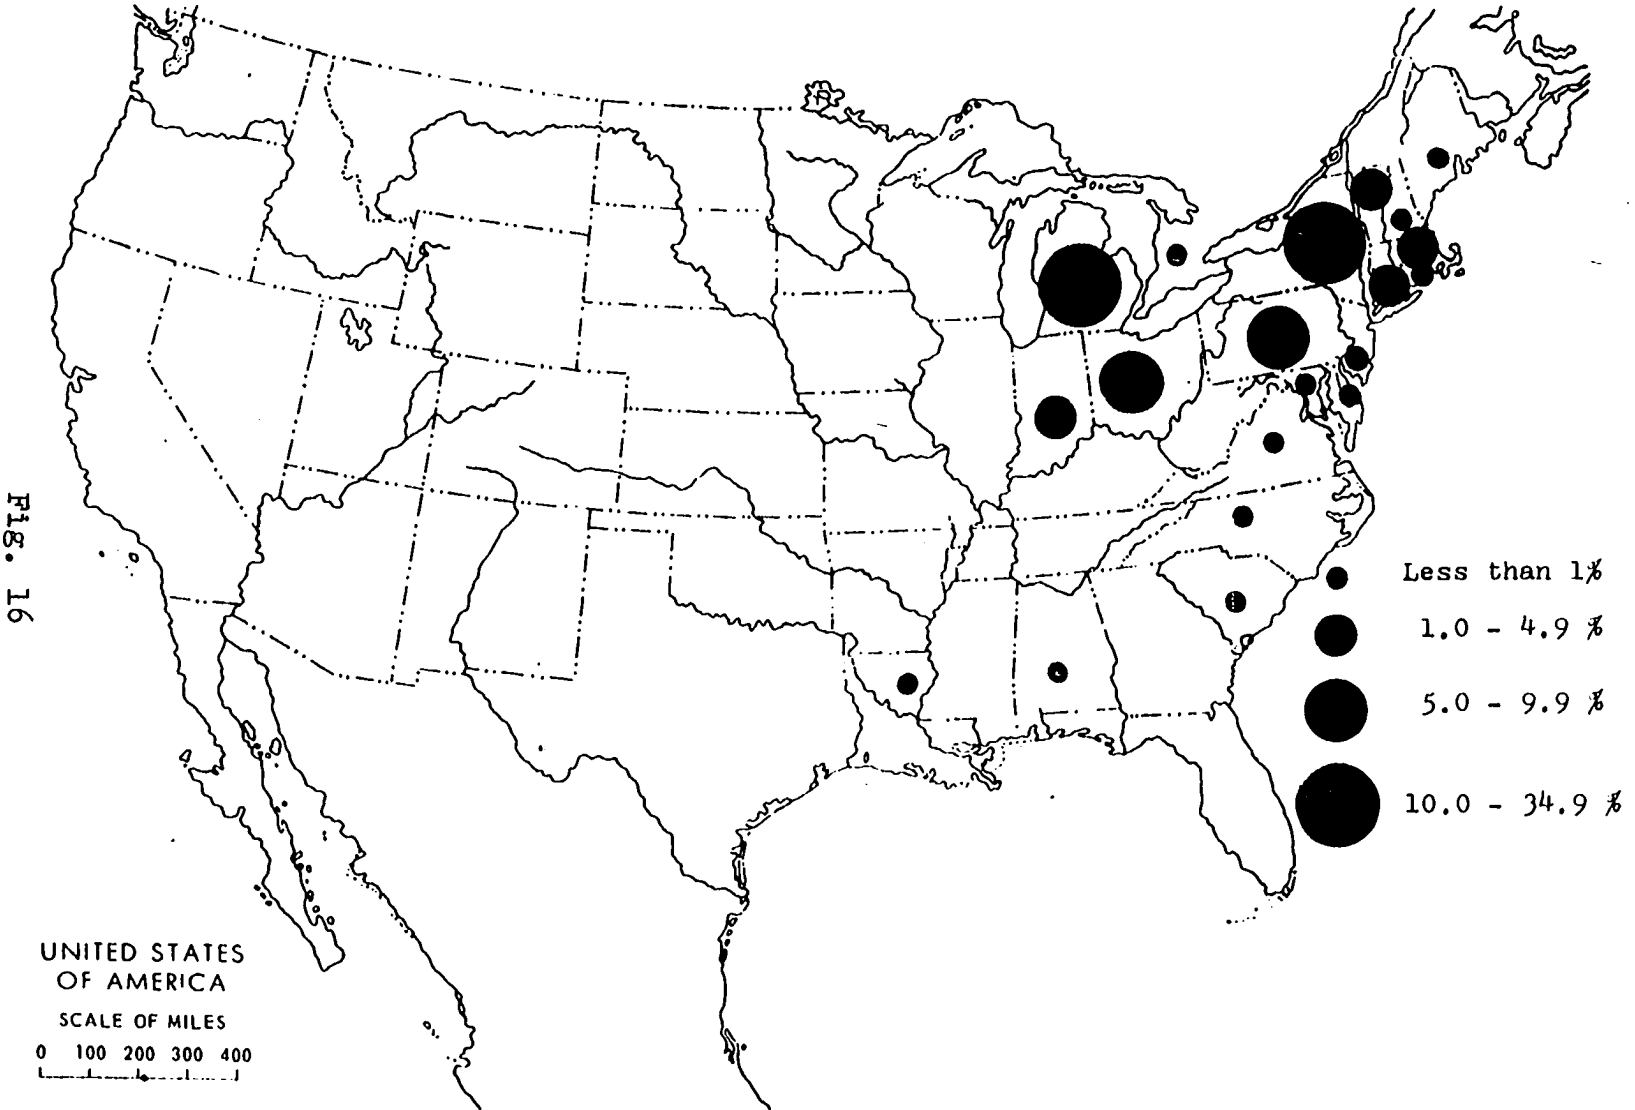 Fig. 16
Less than 1%
1.0 - 4.9 %
5.0 - 9.9 %
10.0 - 34.9 %
UNITED STATES
OF AMERICA
SCALE OF MILES
0 100 200 300 400